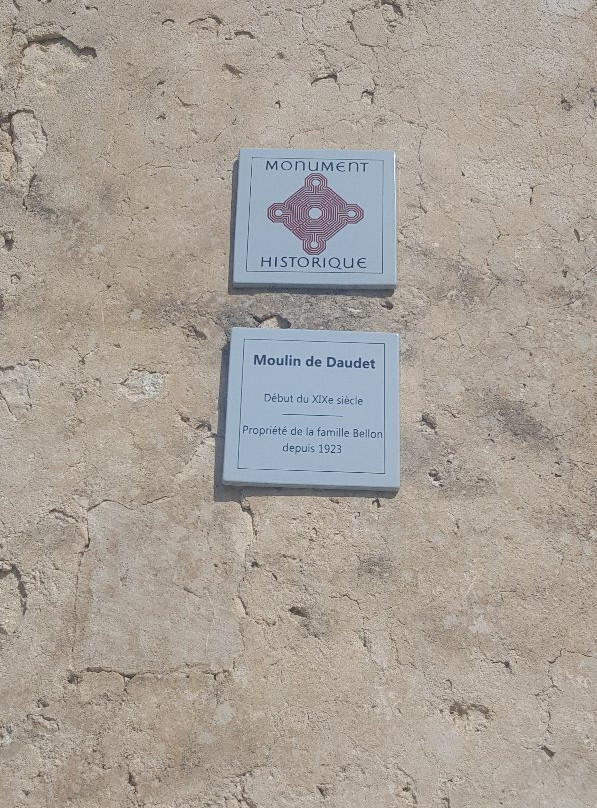 MONUMENT
HISTORIQUE
Moulin de Daudet
Début du XIXe siècle
Propriété de la famille Bellon
depuis 1923